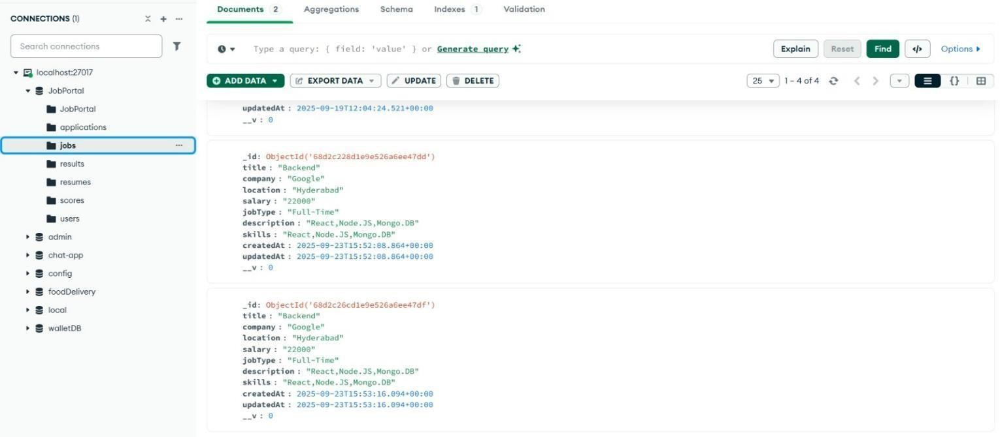 CONNECTIONS (1)
Search connections
localhost:27017
JobPortal
JobPortal
applications
jobs
results
resumes
scores
users
admin
chat-app
config
foodDelivery
local
walletDB
Documents 2 Aggregations Schema Indexes 1 Validation
Type a query: { field: 'value' } or Generate query
Explain Reset Find </> Options
ADD DATA EXPORT DATA UPDATE DELETE
25 1 – 4 of 4 {}
updatedAt : 2025-09-19T12:04:24.521+00:00
__v : 0
_id: ObjectId('68d2c228d1e9e526a6ee47dd')
title : "Backend"
company : "Google"
location : "Hyderabad"
salary : "22000"
jobType : "Full-Time"
description : "React,Node.JS,Mongo.DB"
skills : "React,Node.JS,Mongo.DB"
createdAt : 2025-09-23T15:52:08.864+00:00
updatedAt : 2025-09-23T15:52:08.864+00:00
__v : 0
_id: ObjectId('68d2c26cd1e9e526a6ee47df')
title : "Backend"
company : "Google"
location : "Hyderabad"
salary : "22000"
jobType : "Full-Time"
description : "React,Node.JS,Mongo.DB"
skills : "React,Node.JS,Mongo.DB"
createdAt : 2025-09-23T15:53:16.094+00:00
updatedAt : 2025-09-23T15:53:16.094+00:00
__v : 0